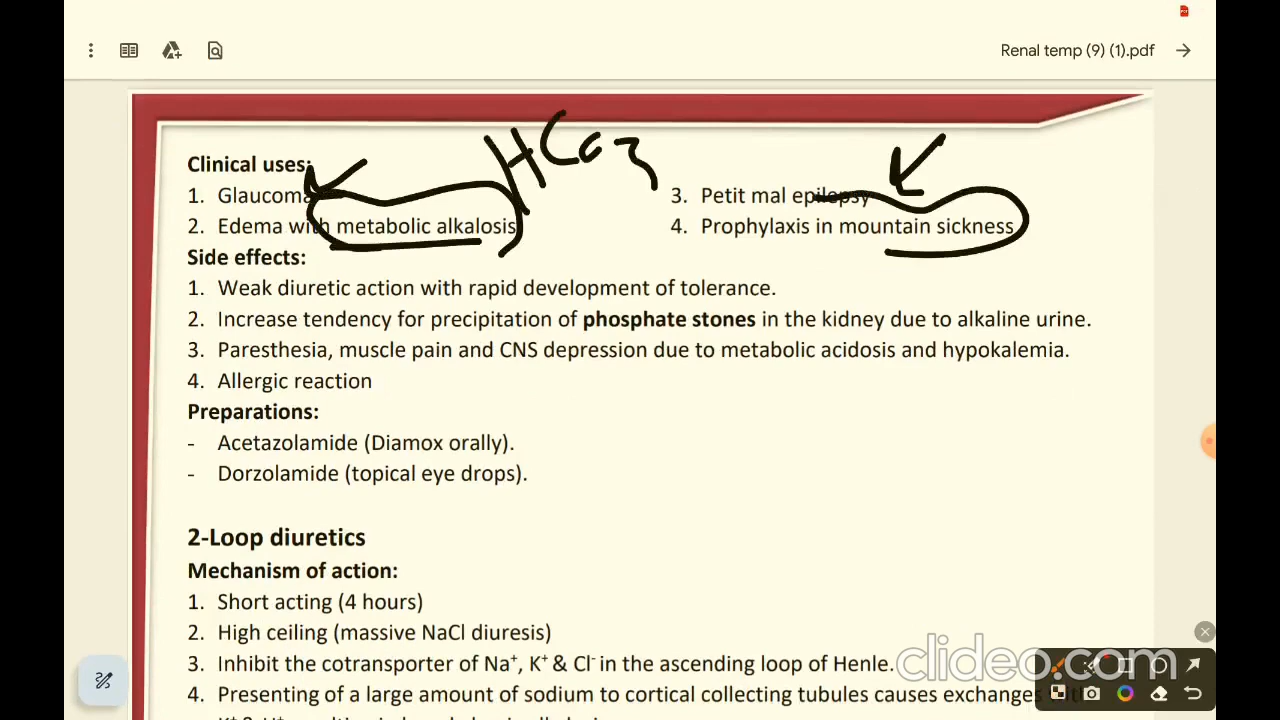 Renal temp (9) (1).pdf
HCO3
Clinical uses:
1. Glaucoma
3. Petit mal epilepsy
2. Edema with metabolic alkalosis
4. Prophylaxis in mountain sickness
Side effects:
1. Weak diuretic action with rapid development of tolerance.
2. Increase tendency for precipitation of phosphate stones in the kidney due to alkaline urine.
3. Paresthesia, muscle pain and CNS depression due to metabolic acidosis and hypokalemia.
4. Allergic reaction
Preparations:
- Acetazolamide (Diamox orally).
- Dorzolamide (topical eye drops).
2-Loop diuretics
Mechanism of action:
1. Short acting (4 hours)
2. High ceiling (massive NaCl diuresis)
3. Inhibit the cotransporter of Na⁺, K⁺ & Cl⁻ in the ascending loop of Henle.
clideo.com
4. Presenting of a large amount of sodium to cortical collecting tubules causes exchanges